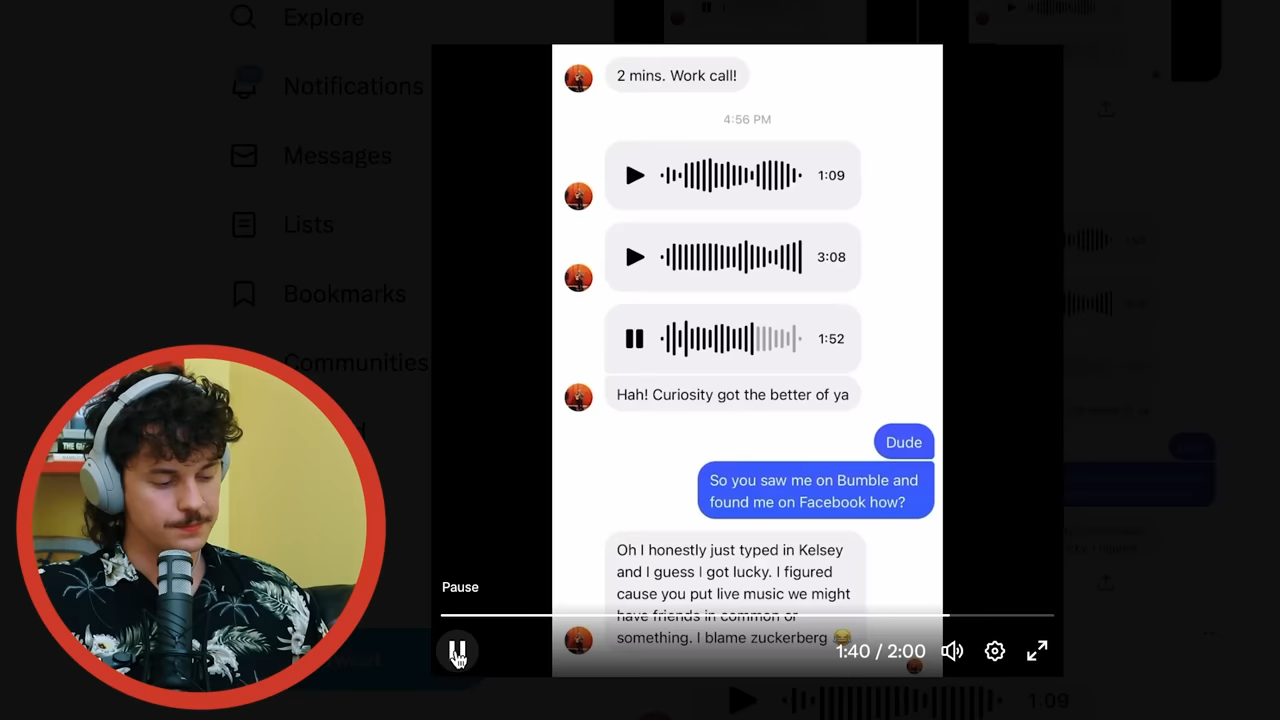 Explore
Notifications
Messages
Lists
Bookmarks
Communities
2 mins. Work call!
4:56 PM
1:09
3:08
1:52
Hah! Curiosity got the better of ya
Dude
So you saw me on Bumble and
found me on Facebook how?
Oh I honestly just typed in Kelsey
and I guess I got lucky. I figured
cause you put live music we might
have friends in common or
something. I blame zuckerberg 😂
Pause
1:40 / 2:00
1:09